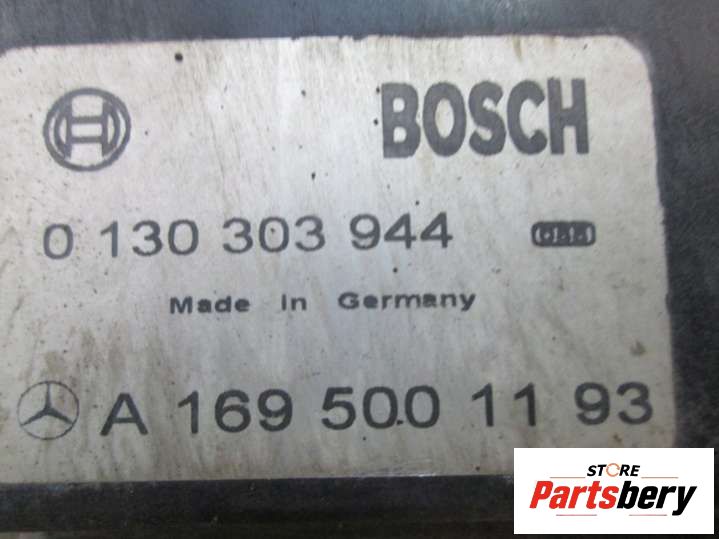 BOSCH
0 130 303 944
Made in Germany
A 169 500 11 93
STORE
Partsbery